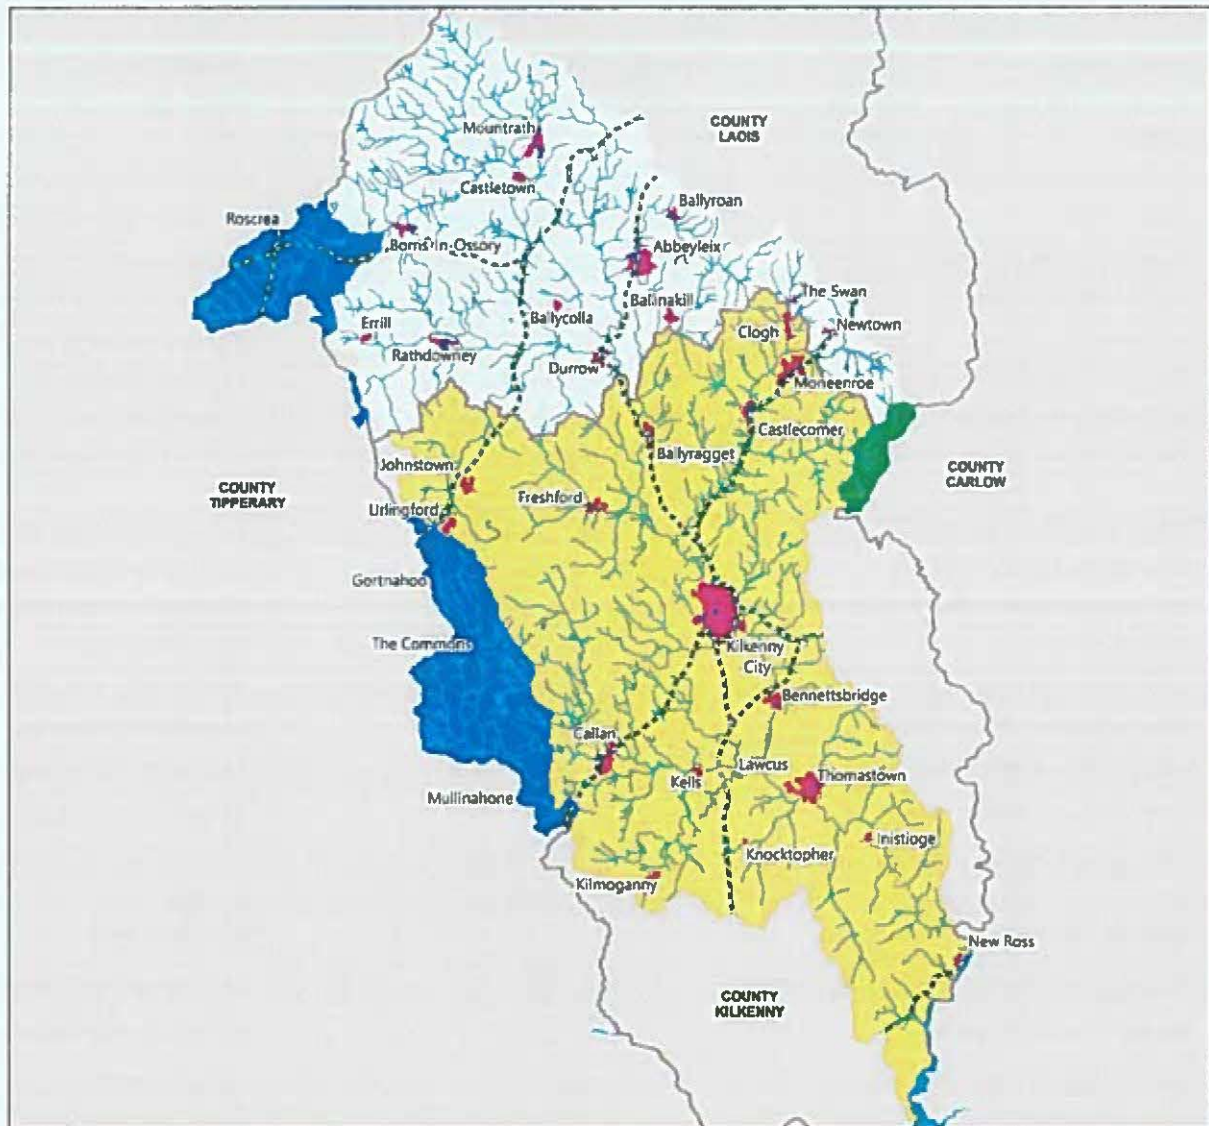 Mountrath
COUNTY
LAOIS
Castletown
Ballyroan
Roscrea
Borris-In-Ossory
Abbeyleix
The Swan
Ballinakill
Ballycolla
Errill
Clogh
Newtown
Rathdowney
Durrow
Moneenroe
Castlecomer
Ballyragget
Johnstown
COUNTY
CARLOW
COUNTY
TIPPERARY
Freshford
Urlingford
Gortnahoo
The Commons
Kilkenny
City
Bennettsbridge
Callan
Lawcus
Kells
Thomastown
Mullinahone
Inistioge
Knocktopher
Kilmoganny
New Ross
COUNTY
KILKENNY